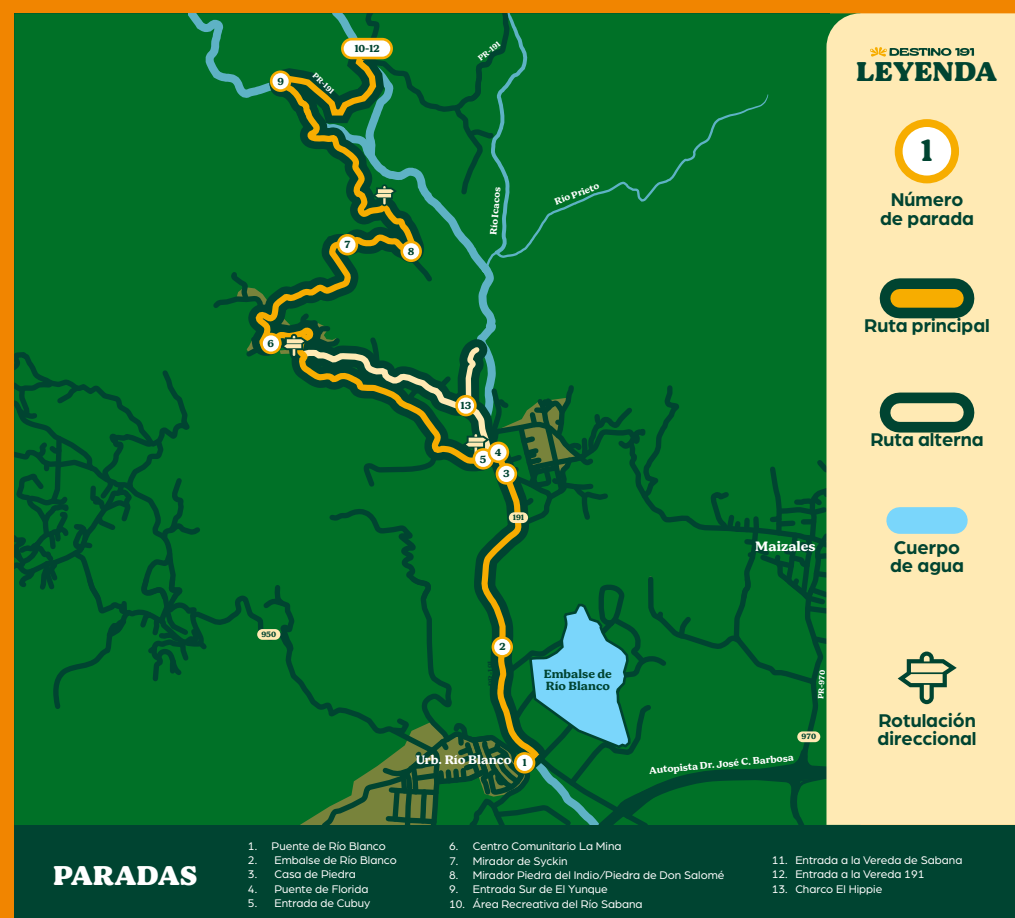 10-12
PR-191
9
PR-191
Río Icacos
Río Prieto
7
8
6
13
4
5
3
191
Maizales
950
2
Embalse de
Río Blanco
PR-970
970
Urb. Río Blanco
1
Autopista Dr. José C. Barbosa
DESTINO 191
LEYENDA
1
Número
de parada
Ruta principal
Ruta alterna
Cuerpo
de agua
Rotulación
direccional
PARADAS
1. Puente de Río Blanco
2. Embalse de Río Blanco
3. Casa de Piedra
4. Puente de Florida
5. Entrada de Cubuy
6. Centro Comunitario La Mina
7. Mirador de Syckin
8. Mirador Piedra del Indio/Piedra de Don Salomé
9. Entrada Sur de El Yunque
10. Área Recreativa del Río Sabana
11. Entrada a la Vereda de Sabana
12. Entrada a la Vereda 191
13. Charco El Hippie